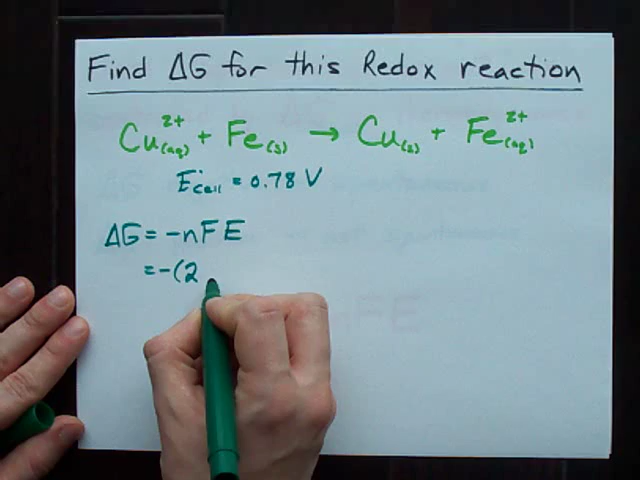 Find ΔG for this Redox reaction
Cu²⁺(aq) + Fe(s) → Cu(s) + Fe²⁺(aq)
E°cell = 0.78 V
ΔG = -nFE
= -(2